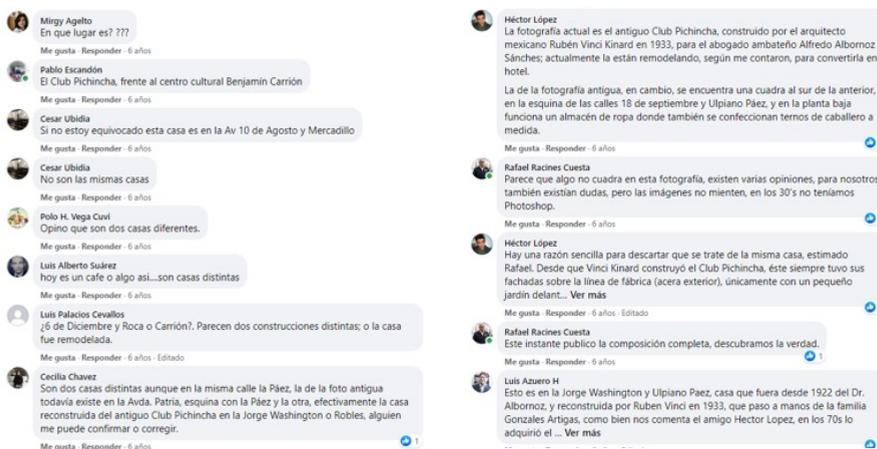 Mirgy Agelto
En que lugar es? ???
Me gusta · Responder · 6 años
Pablo Escandón
El Club Pichincha, frente al centro cultural Benjamín Carrión
Me gusta · Responder · 6 años
Cesar Ubidia
Si no estoy equivocado esta casa es en la Av 10 de Agosto y Mercadillo
Me gusta · Responder · 6 años
Cesar Ubidia
No son las mismas casas
Me gusta · Responder · 6 años
Polo H. Vega Cuvi
Opino que son dos casas diferentes.
Me gusta · Responder · 6 años
Luis Alberto Suárez
hoy es un cafe o algo asi....son casas distintas
Me gusta · Responder · 6 años
Luis Palacios Cevallos
¿6 de Diciembre y Roca o Carrión?. Parecen dos construcciones distintas; o la casa
fue remodelada.
Me gusta · Responder · 6 años · Editado
Cecilia Chavez
Son dos casas distintas aunque en la misma calle la Páez, la de la foto antigua
todavía existe en la Avda. Patria, esquina con la Páez y la otra, efectivamente la casa
reconstruida del antiguo Club Pichincha en la Jorge Washington o Robles, alguien
me puede confirmar o corregir.
1
Me gusta · Responder · 6 años
Héctor López
La fotografía actual es el antiguo Club Pichincha, construido por el arquitecto
mexicano Rubén Vinci Kinard en 1933, para el abogado ambateño Alfredo Albornoz
Sánches; actualmente la están remodelando, según me contaron, para convertirla en
hotel.
La de la fotografía antigua, en cambio, se encuentra una cuadra al sur de la anterior,
en la esquina de las calles 18 de septiembre y Ulpiano Páez, y en la planta baja
funciona un almacén de ropa donde también se confeccionan ternos de caballero a
medida.
Me gusta · Responder · 6 años
Rafael Racines Cuesta
Parece que algo no cuadra en esta fotografía, existen varias opiniones, para nosotros
también existían dudas, pero las imágenes no mienten, en los 30's no teníamos
Photoshop.
Me gusta · Responder · 6 años
Héctor López
Hay una razón sencilla para descartar que se trate de la misma casa, estimado
Rafael. Desde que Vinci Kinard construyó el Club Pichincha, éste siempre tuvo sus
fachadas sobre la línea de fábrica (acera exterior), únicamente con un pequeño
jardín delant... Ver más
Me gusta · Responder · 6 años · Editado
Rafael Racines Cuesta
Este instante publico la composición completa, descubramos la verdad.
1
Me gusta · Responder · 6 años
Luis Azuero H
Esto es en la Jorge Washington y Ulpiano Paez, casa que fuera desde 1922 del Dr.
Albornoz, y reconstruida por Ruben Vinci en 1933, que paso a manos de la familia
Gonzales Artigas, como bien nos comenta el amigo Hector Lopez, en los 70s lo
adquirió el ... Ver más